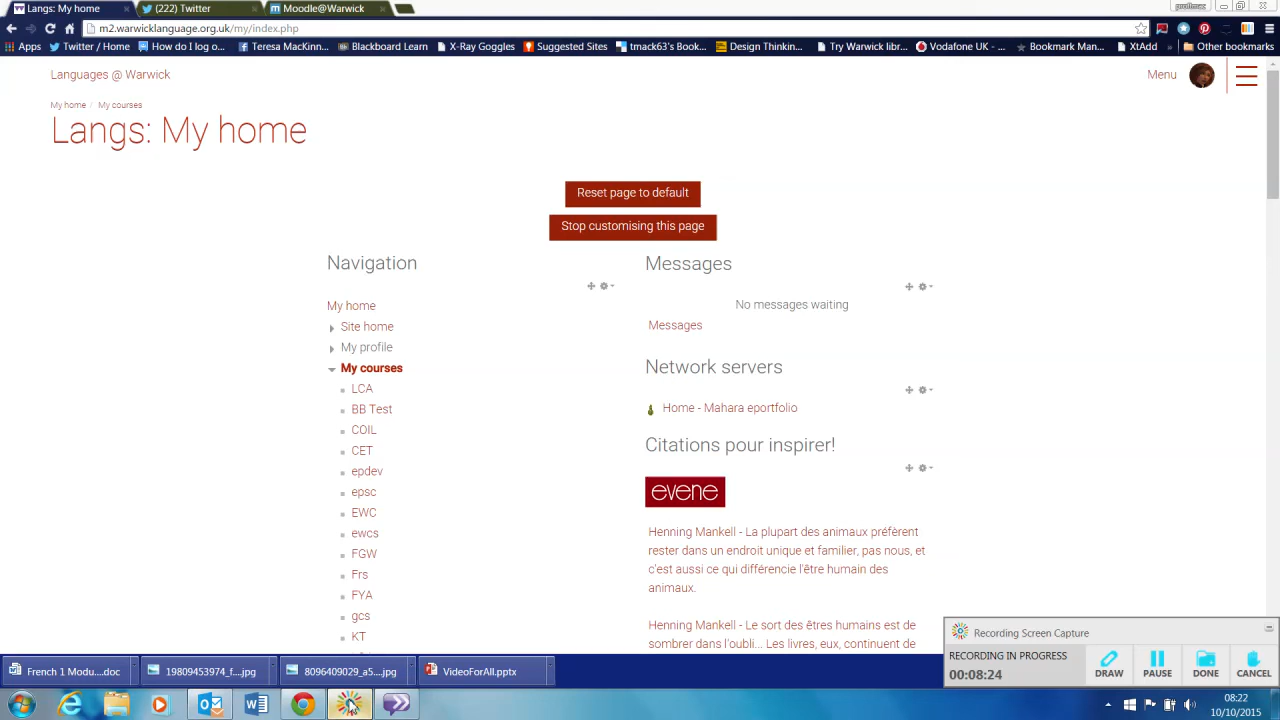 Langs: My home
(222) Twitter
Moodle@Warwick
m2.warwicklanguage.org.uk/my/index.php
Apps
Twitter / Home
How do I log o...
Teresa MacKinn...
Blackboard Learn
X-Ray Goggles
Suggested Sites
tmack63's Book...
Design Thinkin...
Try Warwick libr...
Vodafone UK - ...
Bookmark Manag...
XtAdd
»
Other bookmarks
Languages @ Warwick
Menu
My home / My courses
Langs: My home
Reset page to default
Stop customising this page
Navigation
My home
Site home
My profile
My courses
LCA
BB Test
COIL
CET
epdev
epsc
EWC
ewcs
FGW
Frs
FYA
gcs
KT
Messages
No messages waiting
Messages
Network servers
Home - Mahara eportfolio
Citations pour inspirer!
evene
Henning Mankell - La plupart des animaux préfèrent
rester dans un endroit unique et familier, pas nous, et
c'est aussi ce qui différencie l'être humain des
animaux.
Henning Mankell - Le sort des êtres humains est de
sombrer dans l'oubli... Les livres, eux, continuent de
Recording Screen Capture
RECORDING IN PROGRESS
00:08:24
DRAW
PAUSE
DONE
CANCEL
French 1 Modu....doc
19809453974_f...jpg
8096409029_a5....jpg
VideoForAll.pptx
08:22
10/10/2015